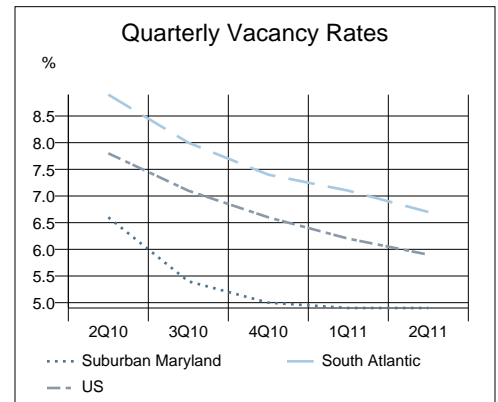 Quarterly Vacancy Rates
%
8.5
8.0
7.5
7.0
6.5
6.0
5.5
5.0
2Q10 3Q10 4Q10 1Q11 2Q11
Suburban Maryland South Atlantic
US